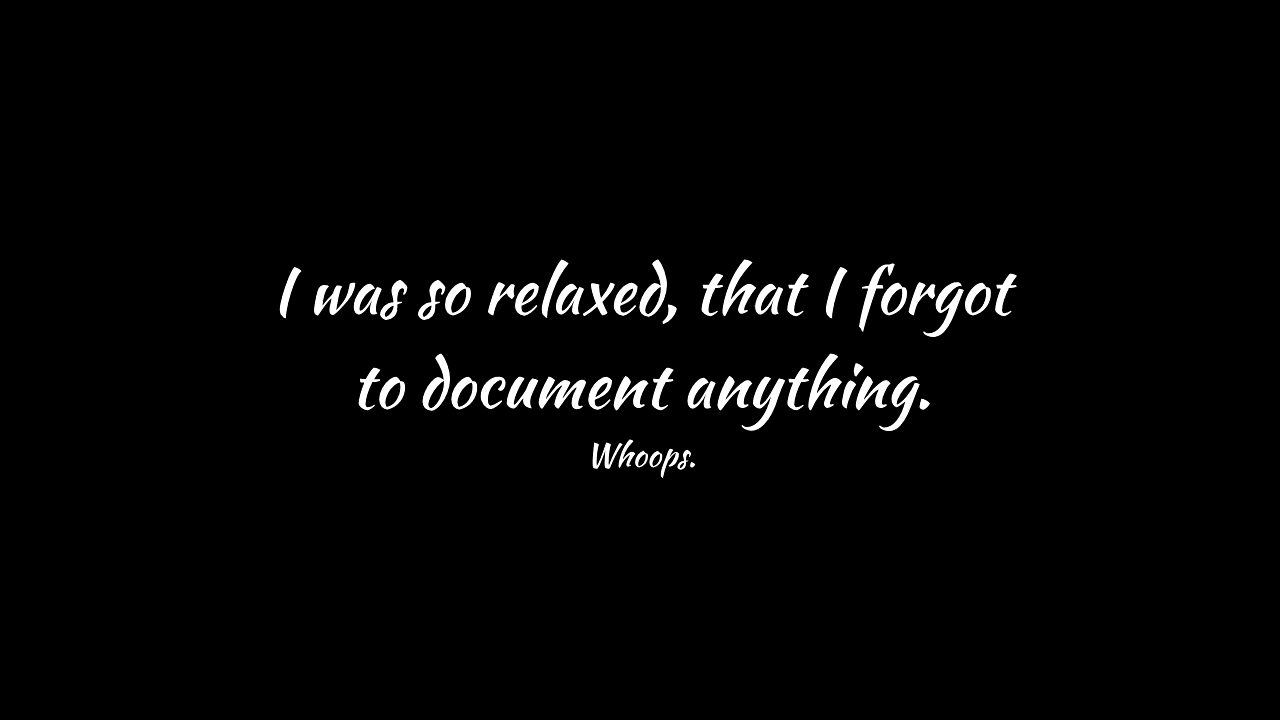 I was so relaxed, that I forgot
to document anything.
Whoops.